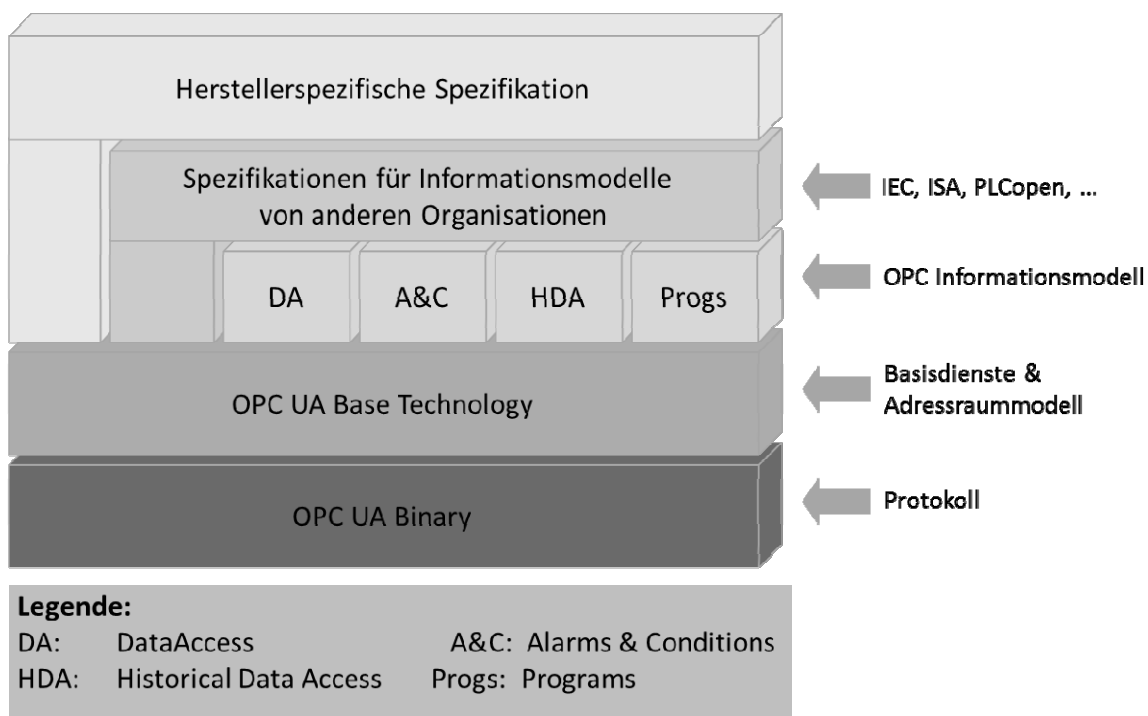 Herstellerspezifische Spezifikation
Spezifikationen für Informationsmodelle
von anderen Organisationen
IEC, ISA, PLCopen, ...
DA
A&C
HDA
Progs
OPC Informationsmodell
OPC UA Base Technology
Basisdienste &
Adressraummodell
OPC UA Binary
Protokoll
Legende:
DA: DataAccess A&C: Alarms & Conditions
HDA: Historical Data Access Progs: Programs